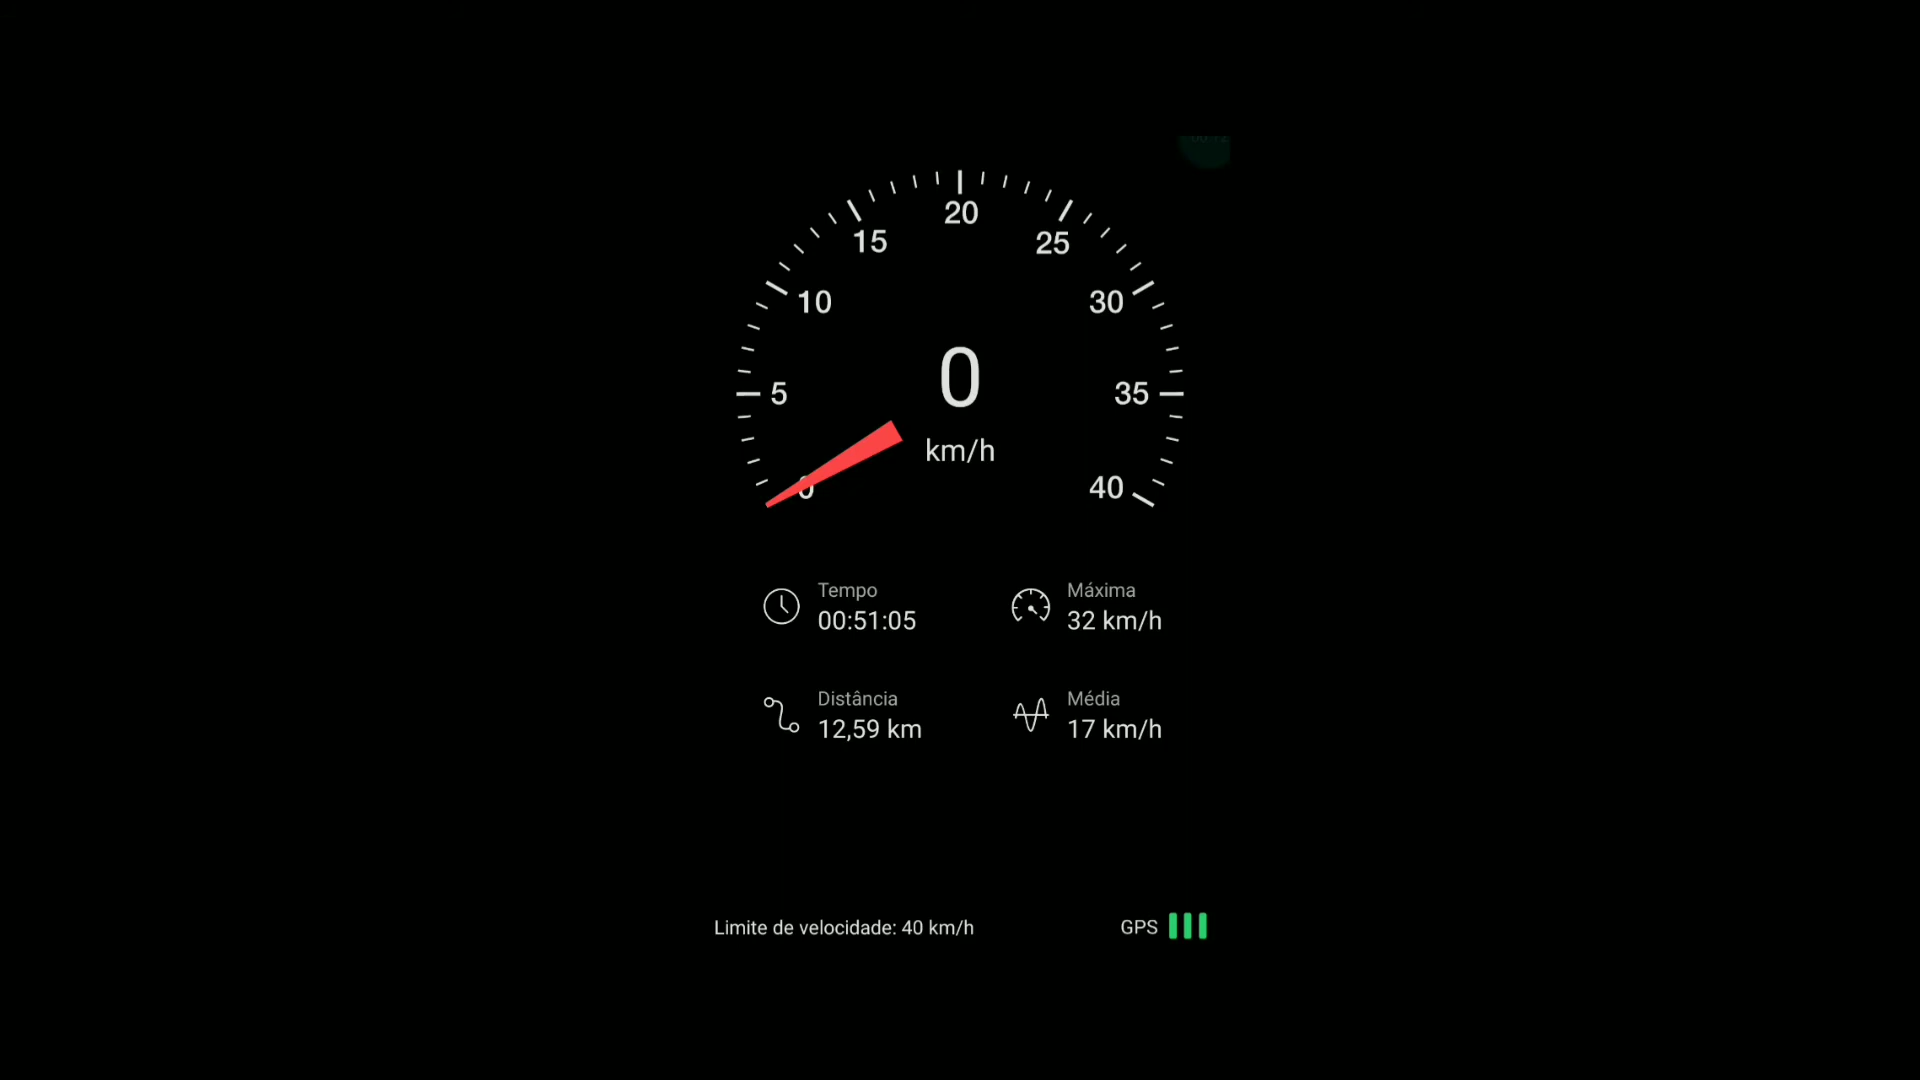 20
15
25
10
30
0
5
35
km/h
0
40
Tempo
00:51:05
Máxima
32 km/h
Distância
12,59 km
Média
17 km/h
Limite de velocidade: 40 km/h
GPS